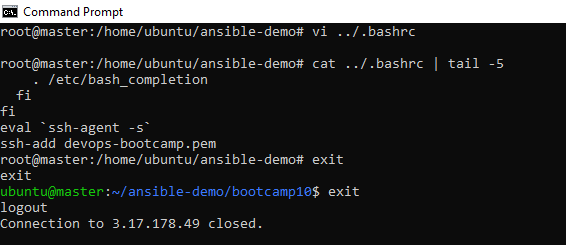 Command Prompt
root@master:/home/ubuntu/ansible-demo# vi ../.bashrc
root@master:/home/ubuntu/ansible-demo# cat ../.bashrc | tail -5
    . /etc/bash_completion
  fi
fi
eval `ssh-agent -s`
ssh-add devops-bootcamp.pem
root@master:/home/ubuntu/ansible-demo# exit
exit
ubuntu@master:~/ansible-demo/bootcamp10$ exit
logout
Connection to 3.17.178.49 closed.